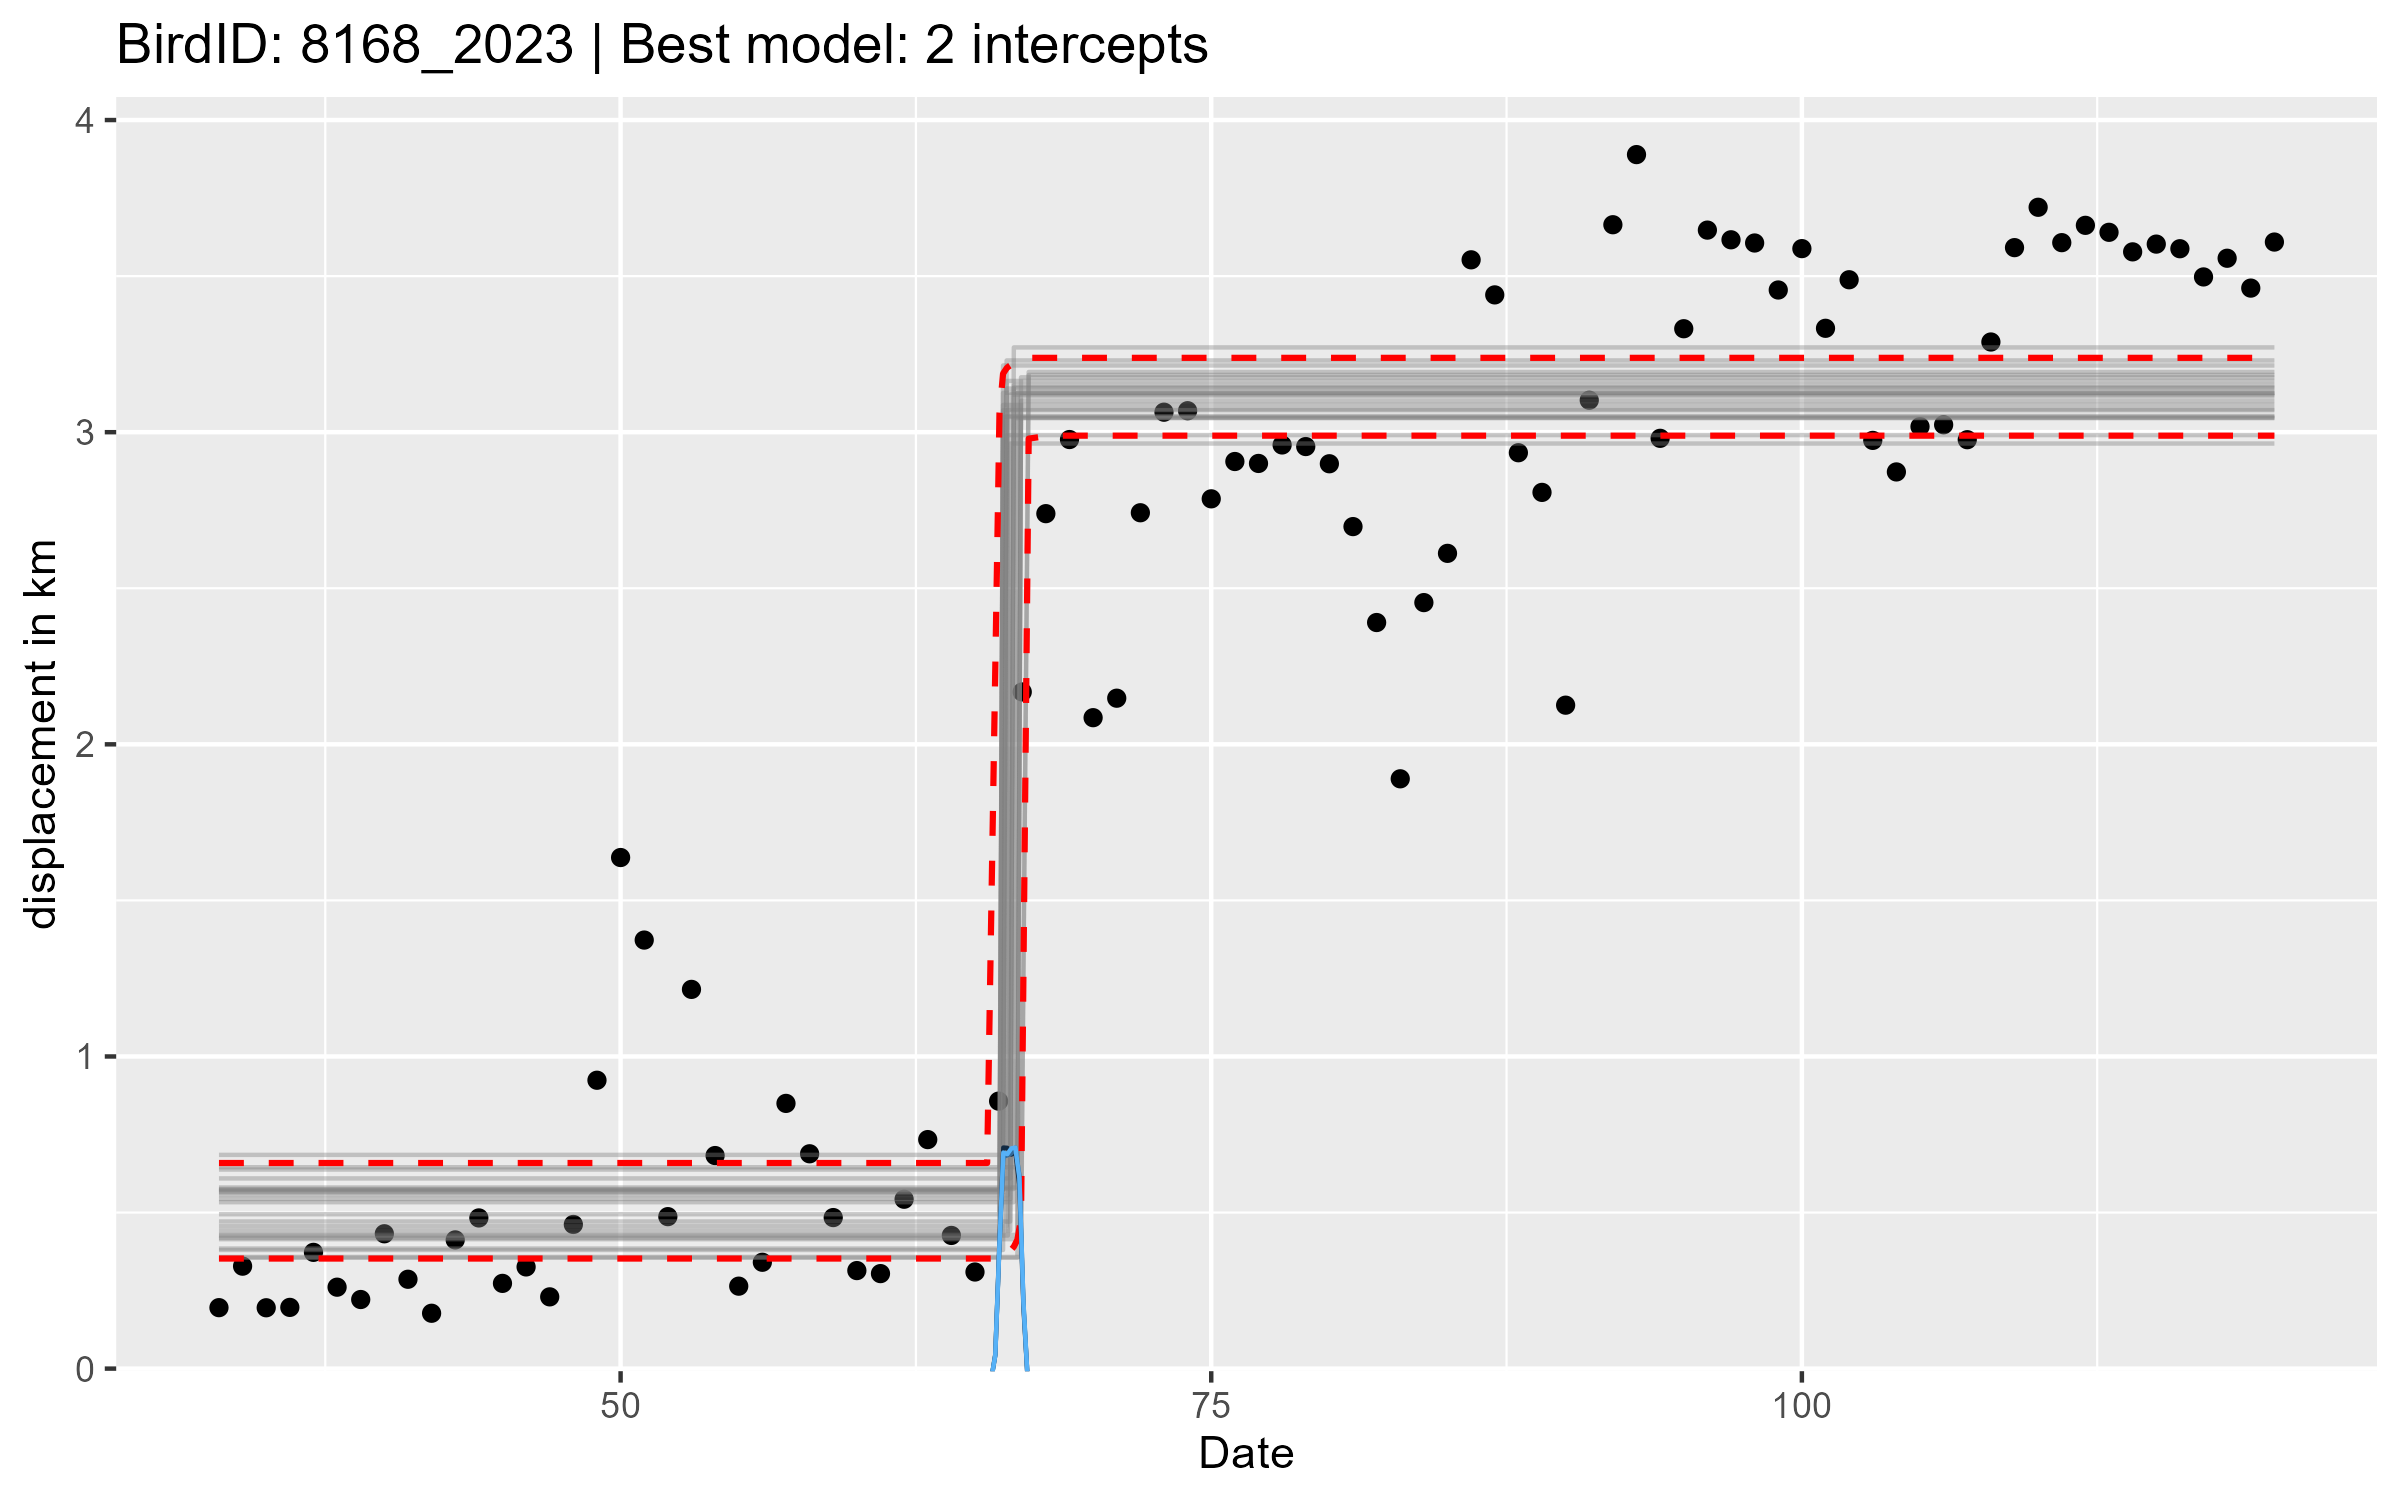 BirdID: 8168_2023 | Best model: 2 intercepts
4
3
2
1
0
displacement in km
50 75 100
Date